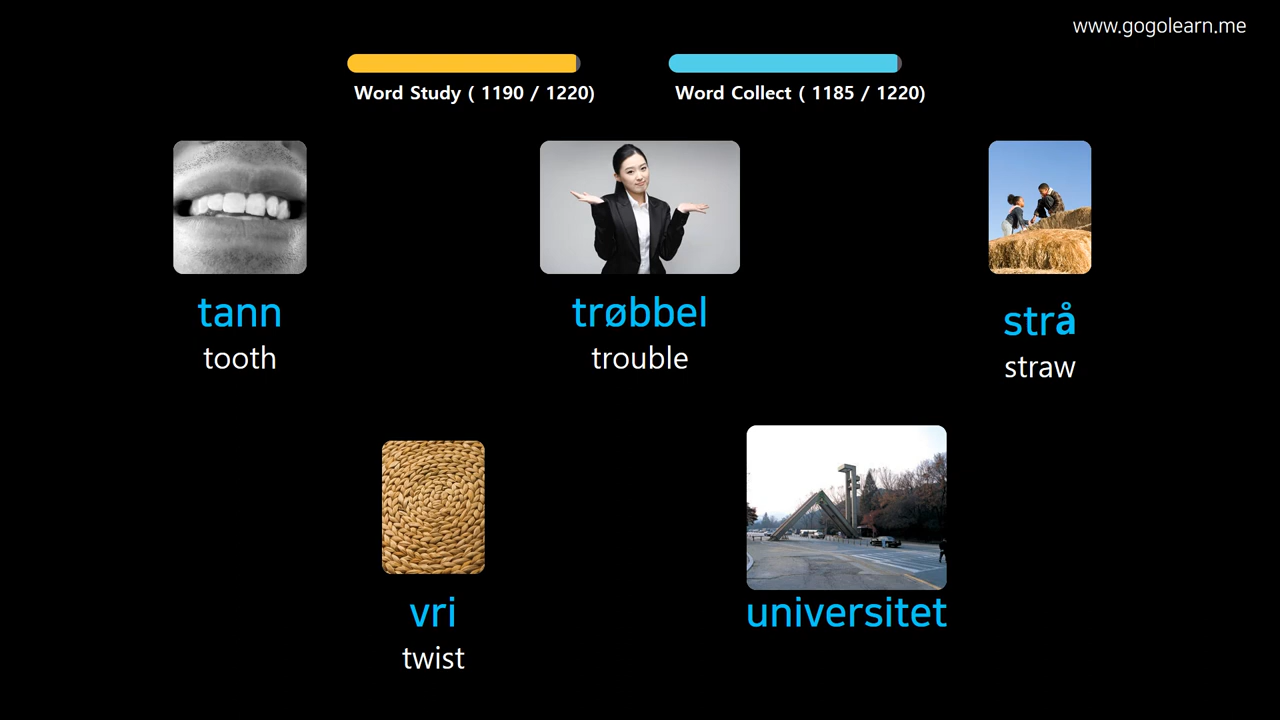 www.gogolearn.me
Word Study ( 1190 / 1220)
Word Collect ( 1185 / 1220)
tann
tooth
trøbbel
trouble
strå
straw
vri
twist
universitet